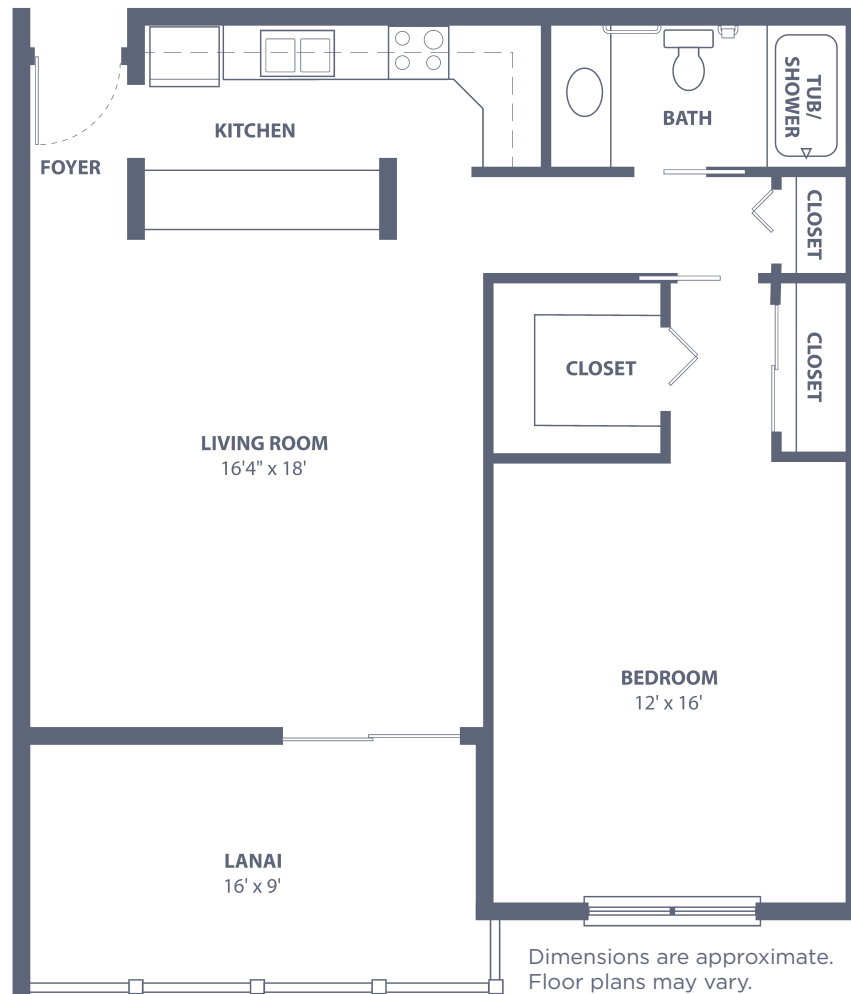 KITCHEN
FOYER
BATH
TUB/
SHOWER
CLOSET
CLOSET
CLOSET
LIVING ROOM
16'4" x 18'
BEDROOM
12' x 16'
LANAI
16' x 9'
Dimensions are approximate.
Floor plans may vary.